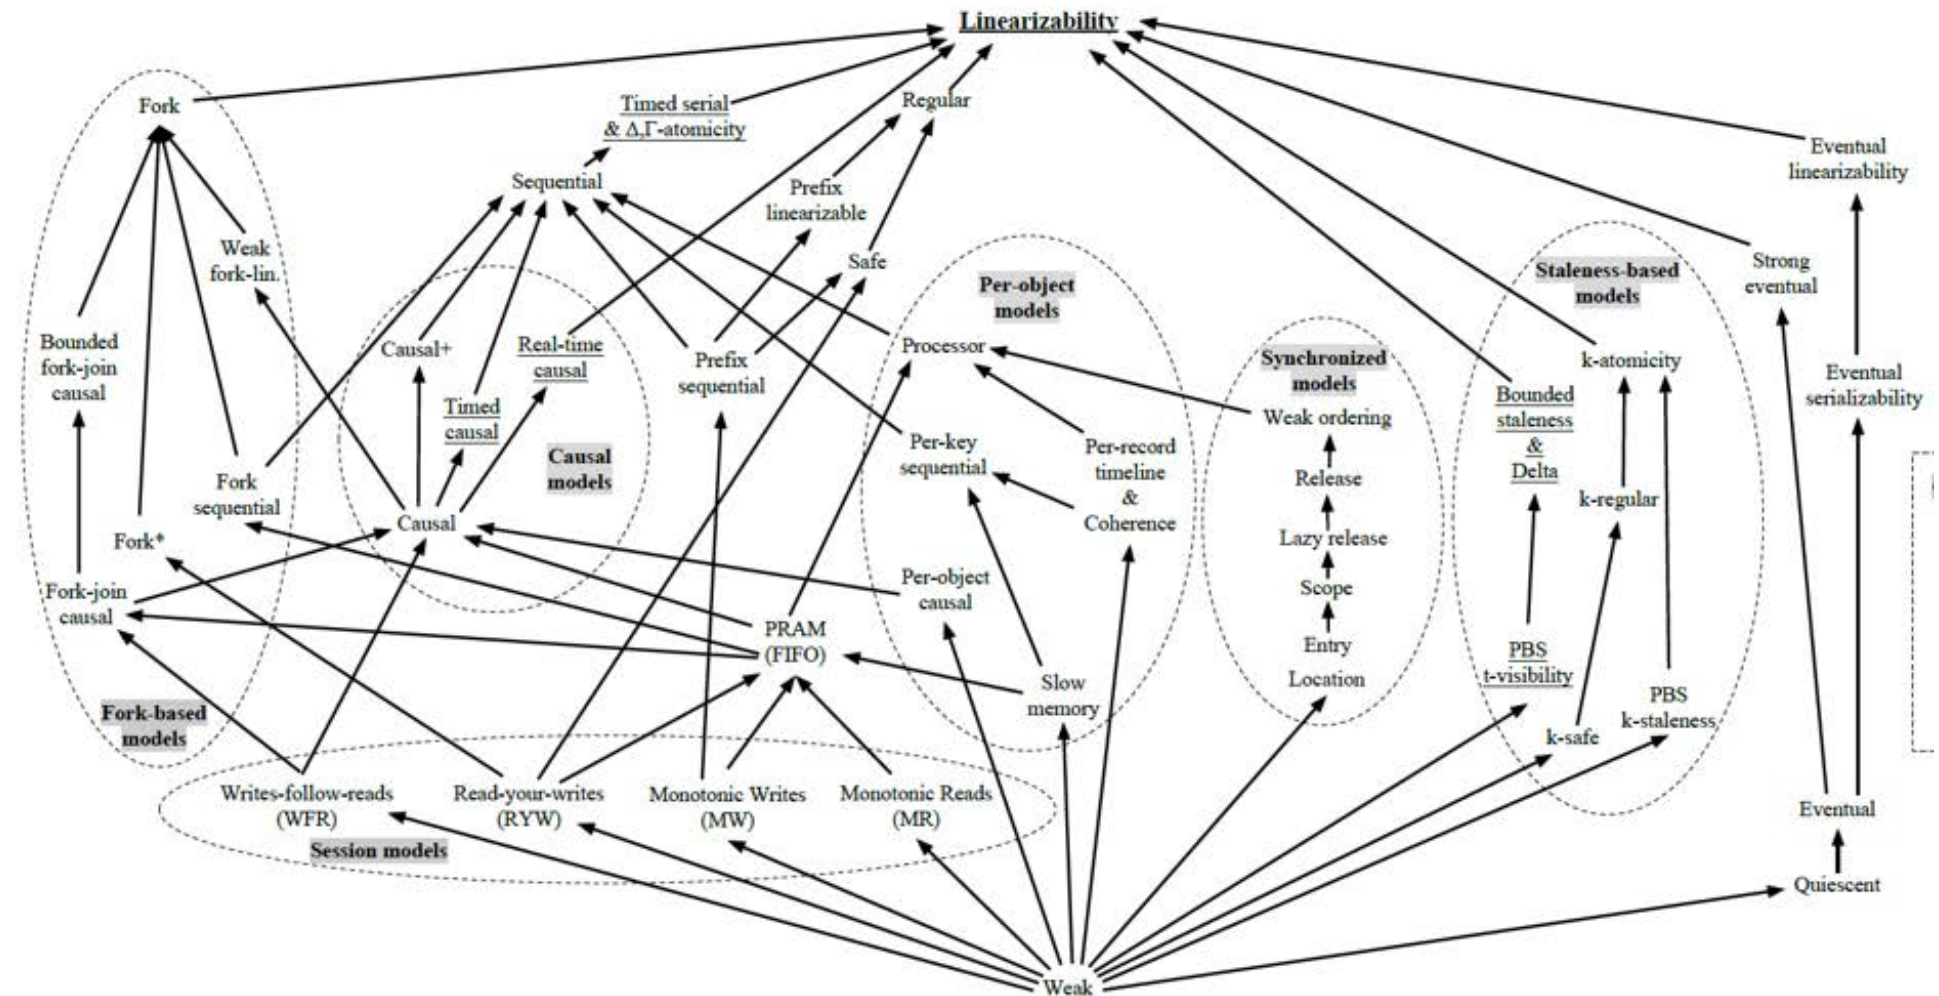 Linearizability
Fork
Timed serial
& Δ,Γ-atomicity
Regular
Eventual
linearizability
Sequential
Prefix
linearizable
Weak
fork-lin.
Safe
Strong
eventual
Staleness-based
models
Per-object
models
Bounded
fork-join
causal
Causal+
Real-time
causal
Prefix
sequential
Processor
Synchronized
models
k-atomicity
Eventual
serializability
Timed
causal
Weak ordering
Bounded
staleness
&
Delta
Causal
models
Per-key
sequential
Per-record
timeline
&
Coherence
Release
k-regular
Fork
sequential
Causal
Fork*
Lazy release
Fork-join
causal
Per-object
causal
Scope
PRAM
(FIFO)
Entry
PBS
t-visibility
Location
Slow
memory
PBS
k-staleness
Fork-based
models
k-safe
Writes-follow-reads
(WFR)
Read-your-writes
(RYW)
Monotonic Writes
(MW)
Monotonic Reads
(MR)
Eventual
Session models
Quiescent
Weak